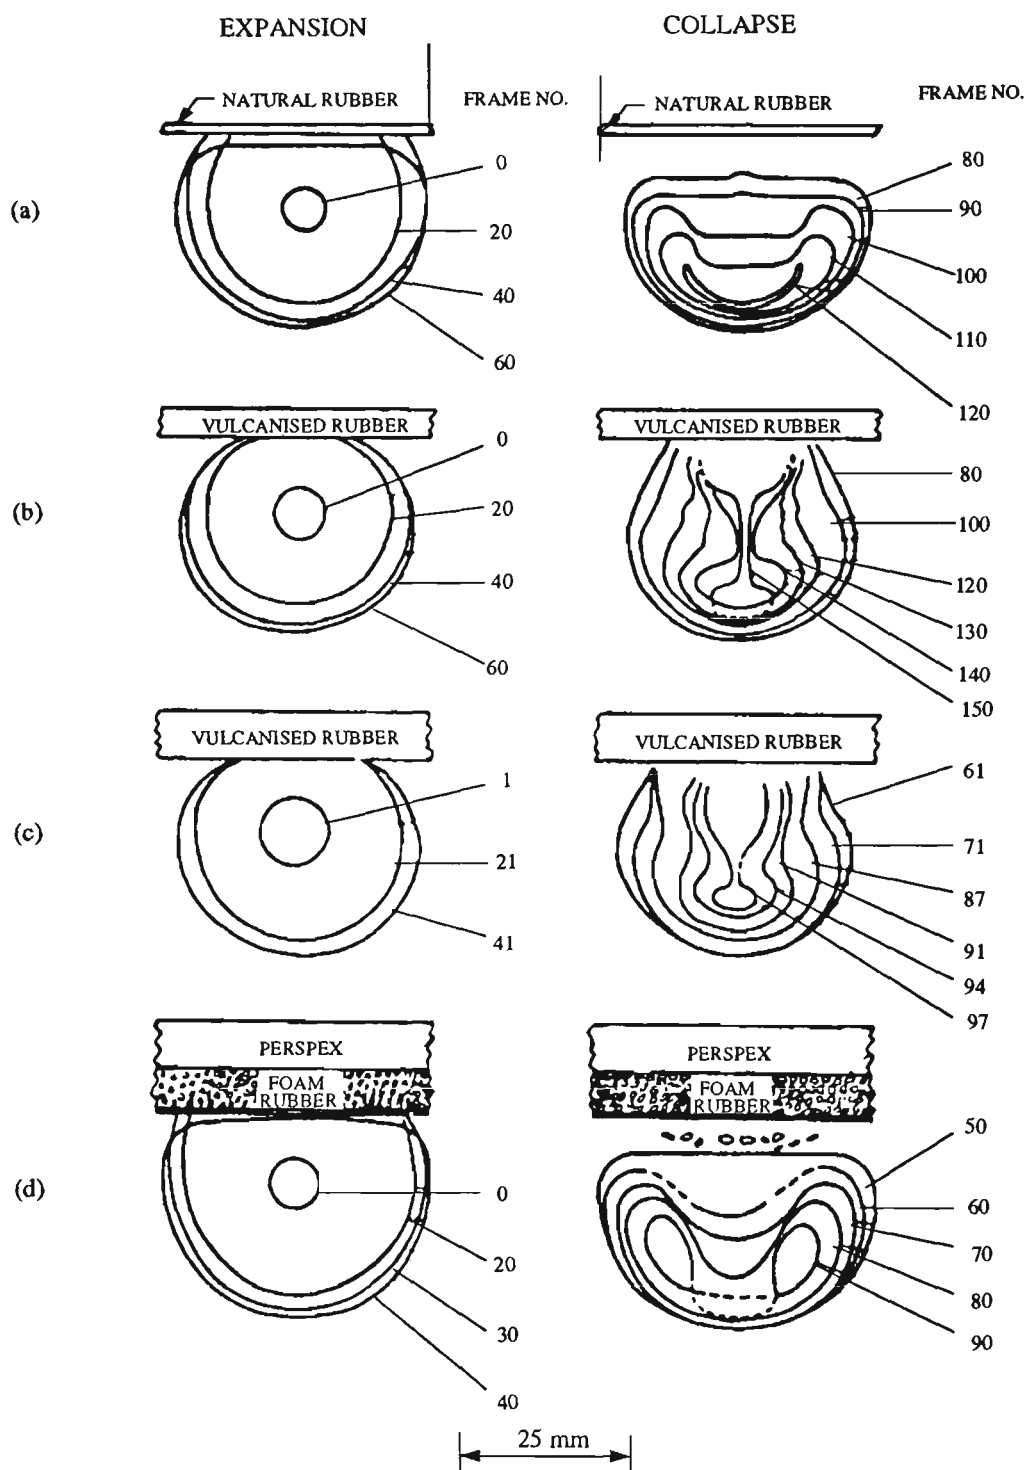 EXPANSION
COLLAPSE
NATURAL RUBBER
FRAME NO.
NATURAL RUBBER
FRAME NO.
(a)
0
20
40
60
80
90
100
110
120
(b)
VULCANISED RUBBER
0
20
40
60
VULCANISED RUBBER
80
100
120
130
140
150
(c)
VULCANISED RUBBER
1
21
41
VULCANISED RUBBER
61
71
87
91
94
97
(d)
PERSPEX
FOAM
RUBBER
0
20
30
40
PERSPEX
FOAM
RUBBER
50
60
70
80
90
25 mm